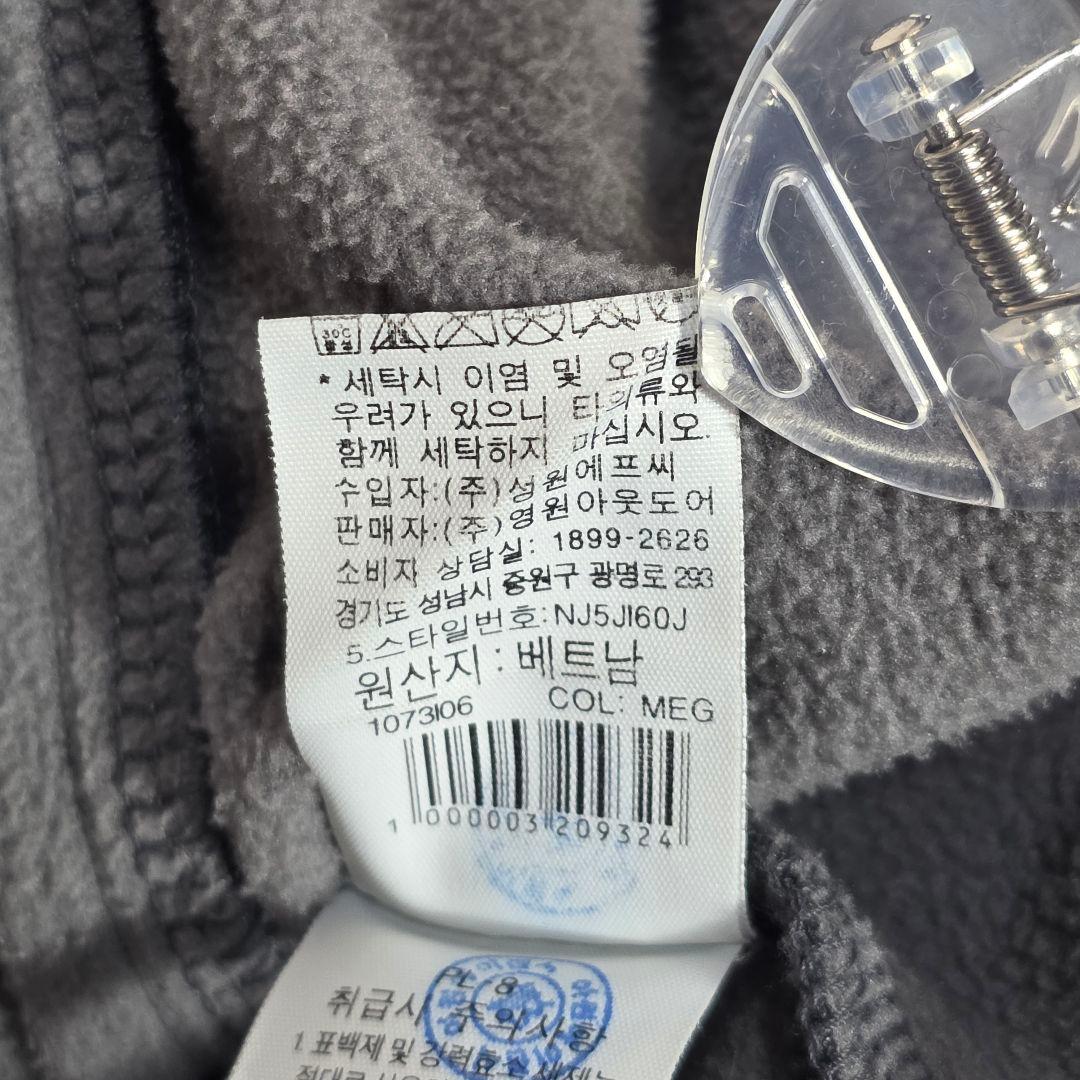 30℃
중성
* 세탁시 이염 및 오염될
우려가 있으니 타의류와
함께 세탁하지 마십시오.
수입자:(주)성원에프씨
판매자:(주)영원아웃도어
소비자 상담실: 1899-2626
경기도 성남시 중원구 광명로 293
5.스타일번호:NJ5JI60J
원산지 : 베트남
1073I06 COL: MEG
1 000003 209324
PL 8
취급시 주의사항
1. 표백제 및 강력효소 세제는